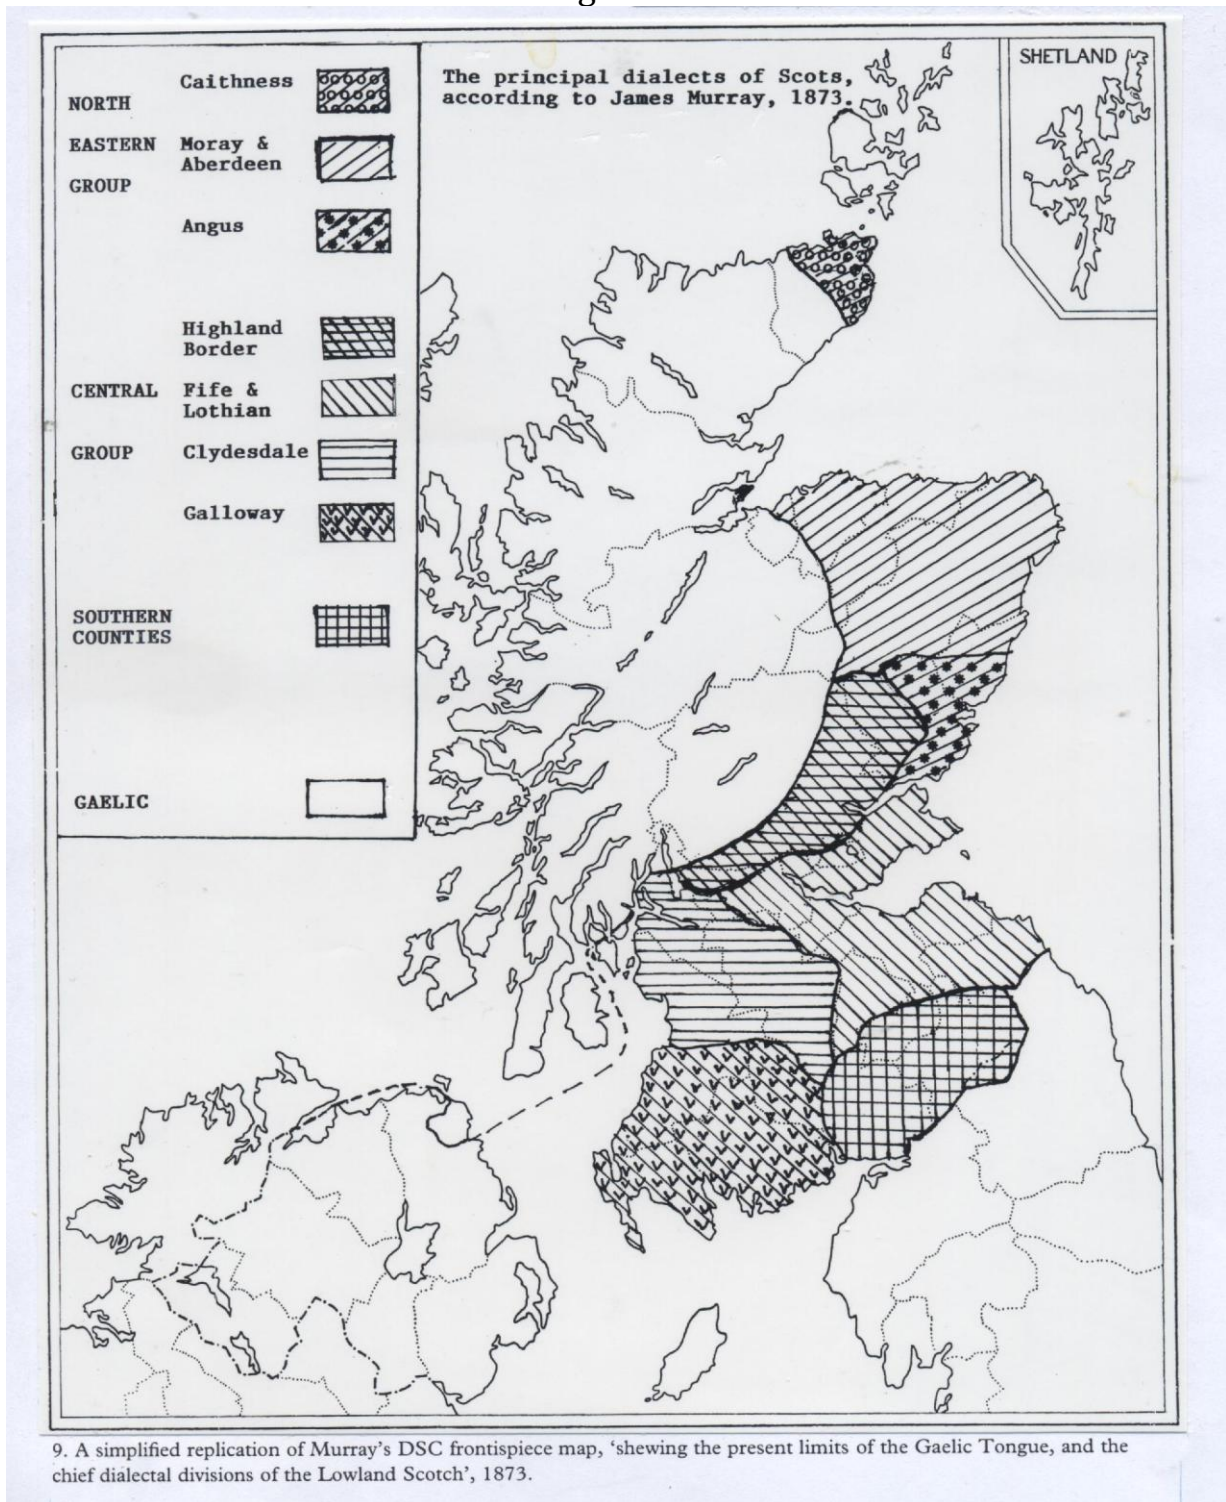 The principal dialects of Scots,
according to James Murray, 1873.
SHETLAND
NORTH
EASTERN
GROUP
Caithness
Moray &
Aberdeen
Angus
CENTRAL
GROUP
Highland
Border
Fife &
Lothian
Clydesdale
Galloway
SOUTHERN
COUNTIES
GAELIC
9. A simplified replication of Murray's DSC frontispiece map, 'shewing the present limits of the Gaelic Tongue, and the
chief dialectal divisions of the Lowland Scotch', 1873.